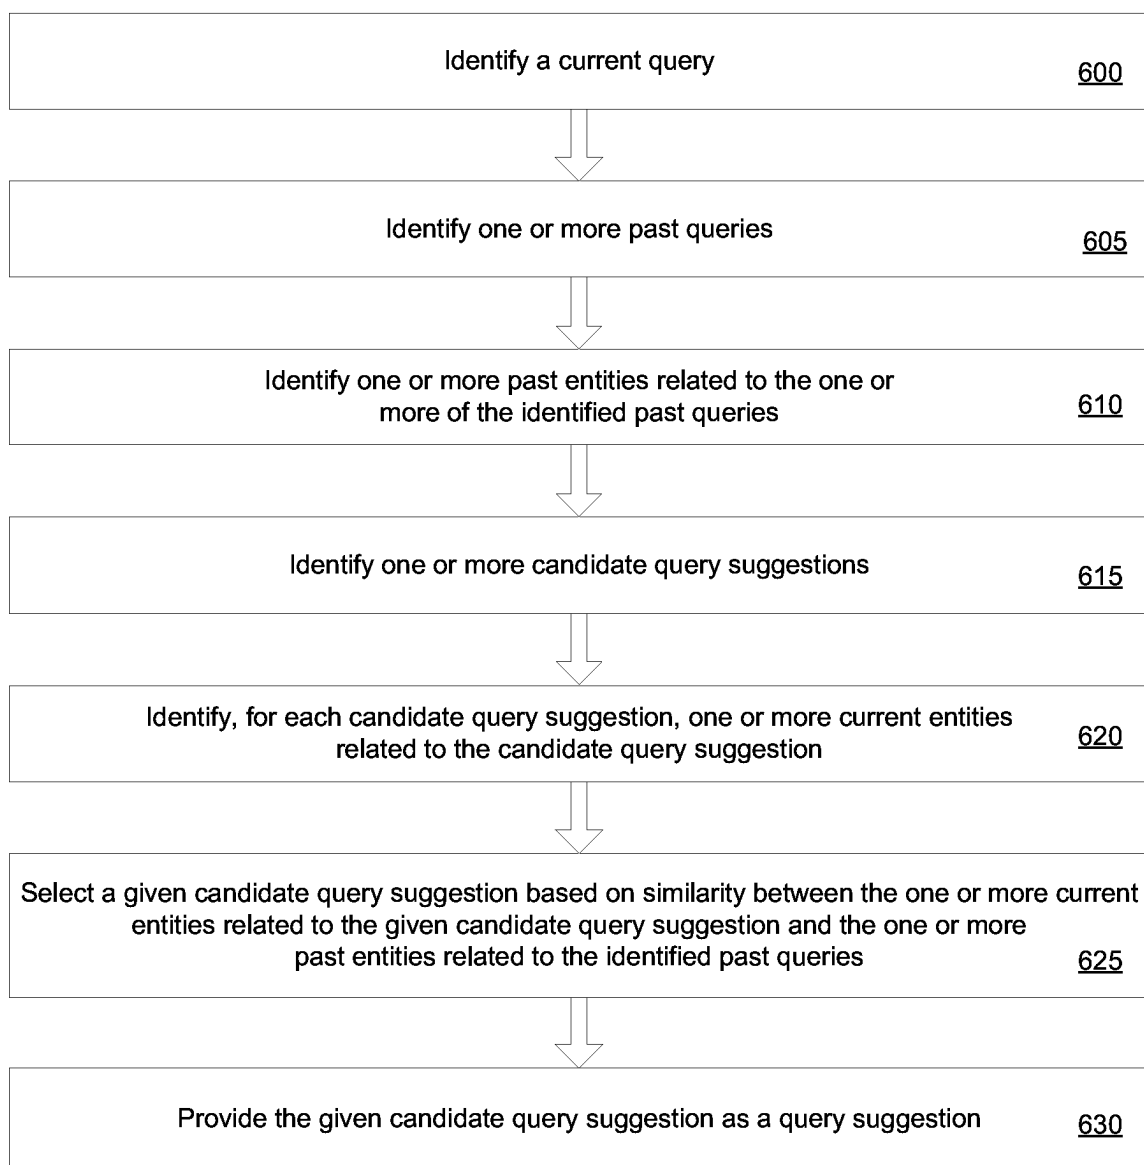 Identify a current query
600
Identify one or more past queries
605
Identify one or more past entities related to the one or
more of the identified past queries
610
Identify one or more candidate query suggestions
615
Identify, for each candidate query suggestion, one or more current entities
related to the candidate query suggestion
620
Select a given candidate query suggestion based on similarity between the one or more current
entities related to the given candidate query suggestion and the one or more
past entities related to the identified past queries
625
Provide the given candidate query suggestion as a query suggestion
630